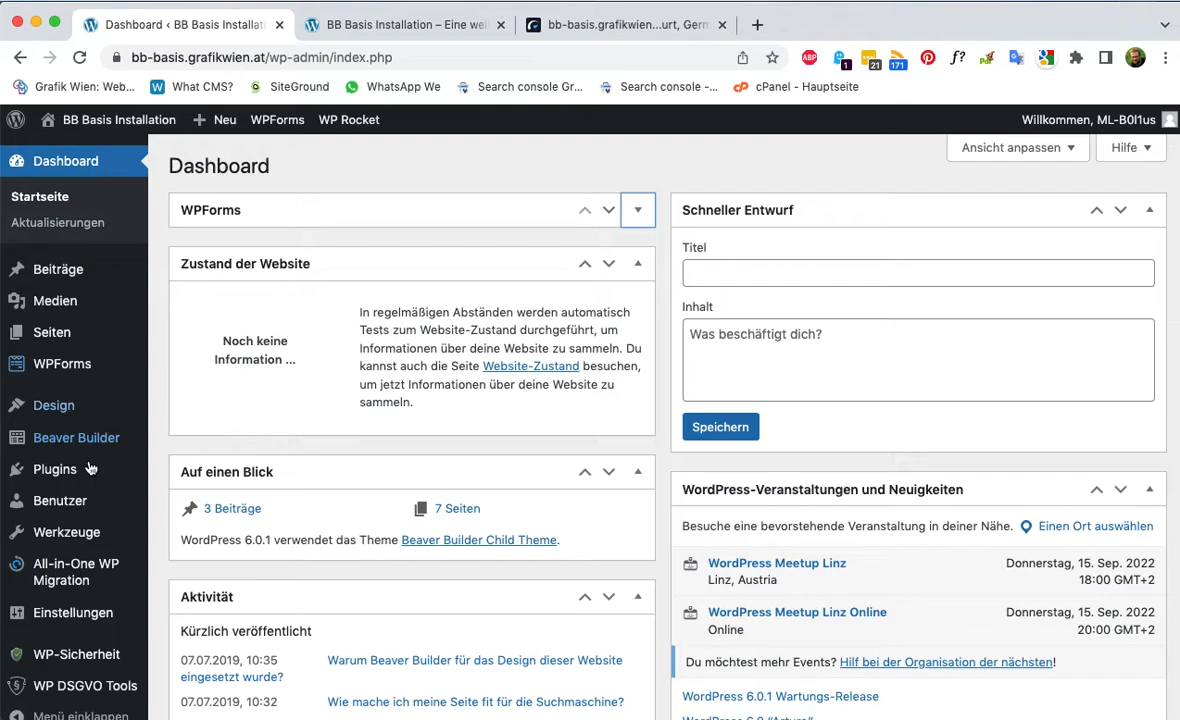 Dashboard ‹ BB Basis Installat
BB Basis Installation – Eine wei
bb-basis.grafikwien...urt, Germ
bb-basis.grafikwien.at/wp-admin/index.php
ABP
1
21
171
f?
Grafik Wien: Web...
What CMS?
SiteGround
WhatsApp We
Search console Gr...
Search console -...
cPanel - Hauptseite
BB Basis Installation
Neu
WPForms
WP Rocket
Willkommen, ML-B0l1us
Dashboard
Startseite
Aktualisierungen
Beiträge
Medien
Seiten
WPForms
Design
Beaver Builder
Plugins
Benutzer
Werkzeuge
All-in-One WP
Migration
Einstellungen
WP-Sicherheit
WP DSGVO Tools
Menü einklappen
Ansicht anpassen
Hilfe
Dashboard
WPForms
Zustand der Website
Noch keine
Information ...
In regelmäßigen Abständen werden automatisch
Tests zum Website-Zustand durchgeführt, um
Informationen über deine Website zu sammeln. Du
kannst auch die Seite Website-Zustand besuchen,
um jetzt Informationen über deine Website zu
sammeln.
Auf einen Blick
3 Beiträge
7 Seiten
WordPress 6.0.1 verwendet das Theme Beaver Builder Child Theme.
Aktivität
Kürzlich veröffentlicht
07.07.2019, 10:35 Warum Beaver Builder für das Design dieser Website
eingesetzt wurde?
07.07.2019, 10:32 Wie mache ich meine Seite fit für die Suchmaschine?
Schneller Entwurf
Titel
Inhalt
Was beschäftigt dich?
Speichern
WordPress-Veranstaltungen und Neuigkeiten
Besuche eine bevorstehende Veranstaltung in deiner Nähe. Einen Ort auswählen
WordPress Meetup Linz
Linz, Austria
Donnerstag, 15. Sep. 2022
18:00 GMT+2
WordPress Meetup Linz Online
Online
Donnerstag, 15. Sep. 2022
20:00 GMT+2
Du möchtest mehr Events? Hilf bei der Organisation der nächsten!
WordPress 6.0.1 Wartungs-Release
WordPress 6.0 "Arturo"